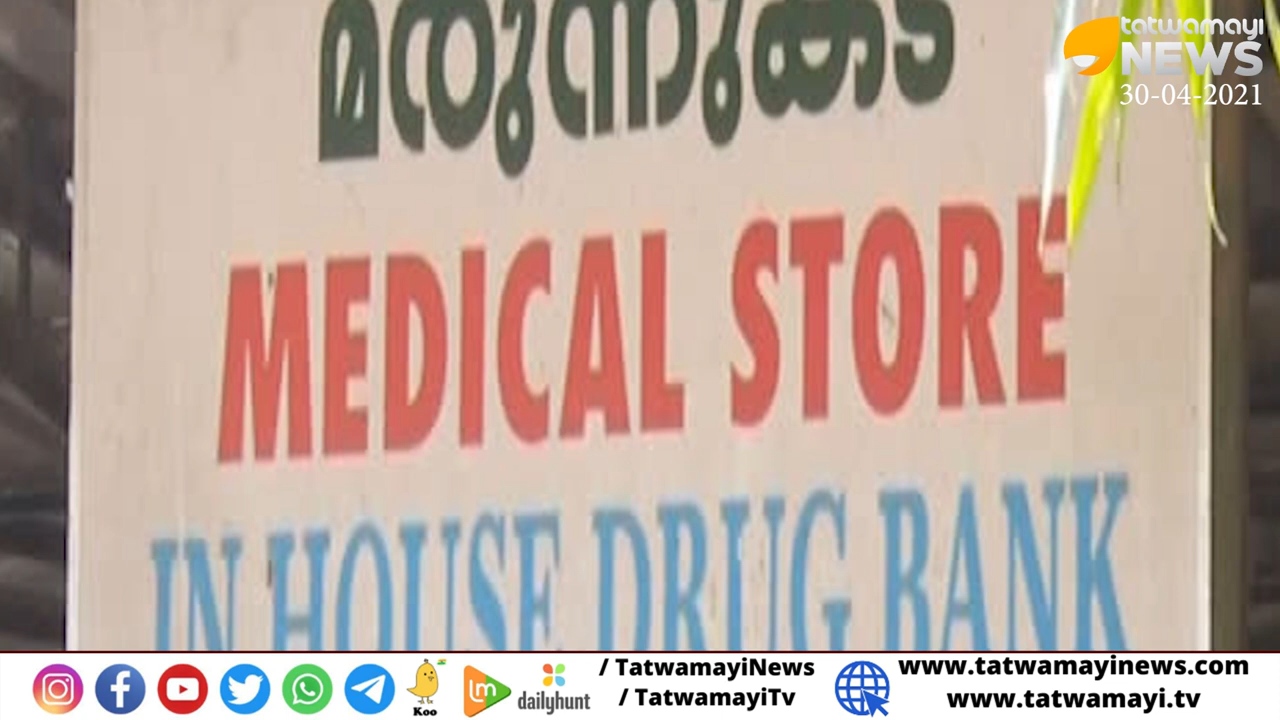 tatwamayi
NEWS
30-04-2021
മരുന്നുകട
MEDICAL STORE
IN HOUSE DRUG BANK
Koo
dailyhunt
/ TatwamayiNews
/ TatwamayiTv
www.tatwamayinews.com
www.tatwamayi.tv